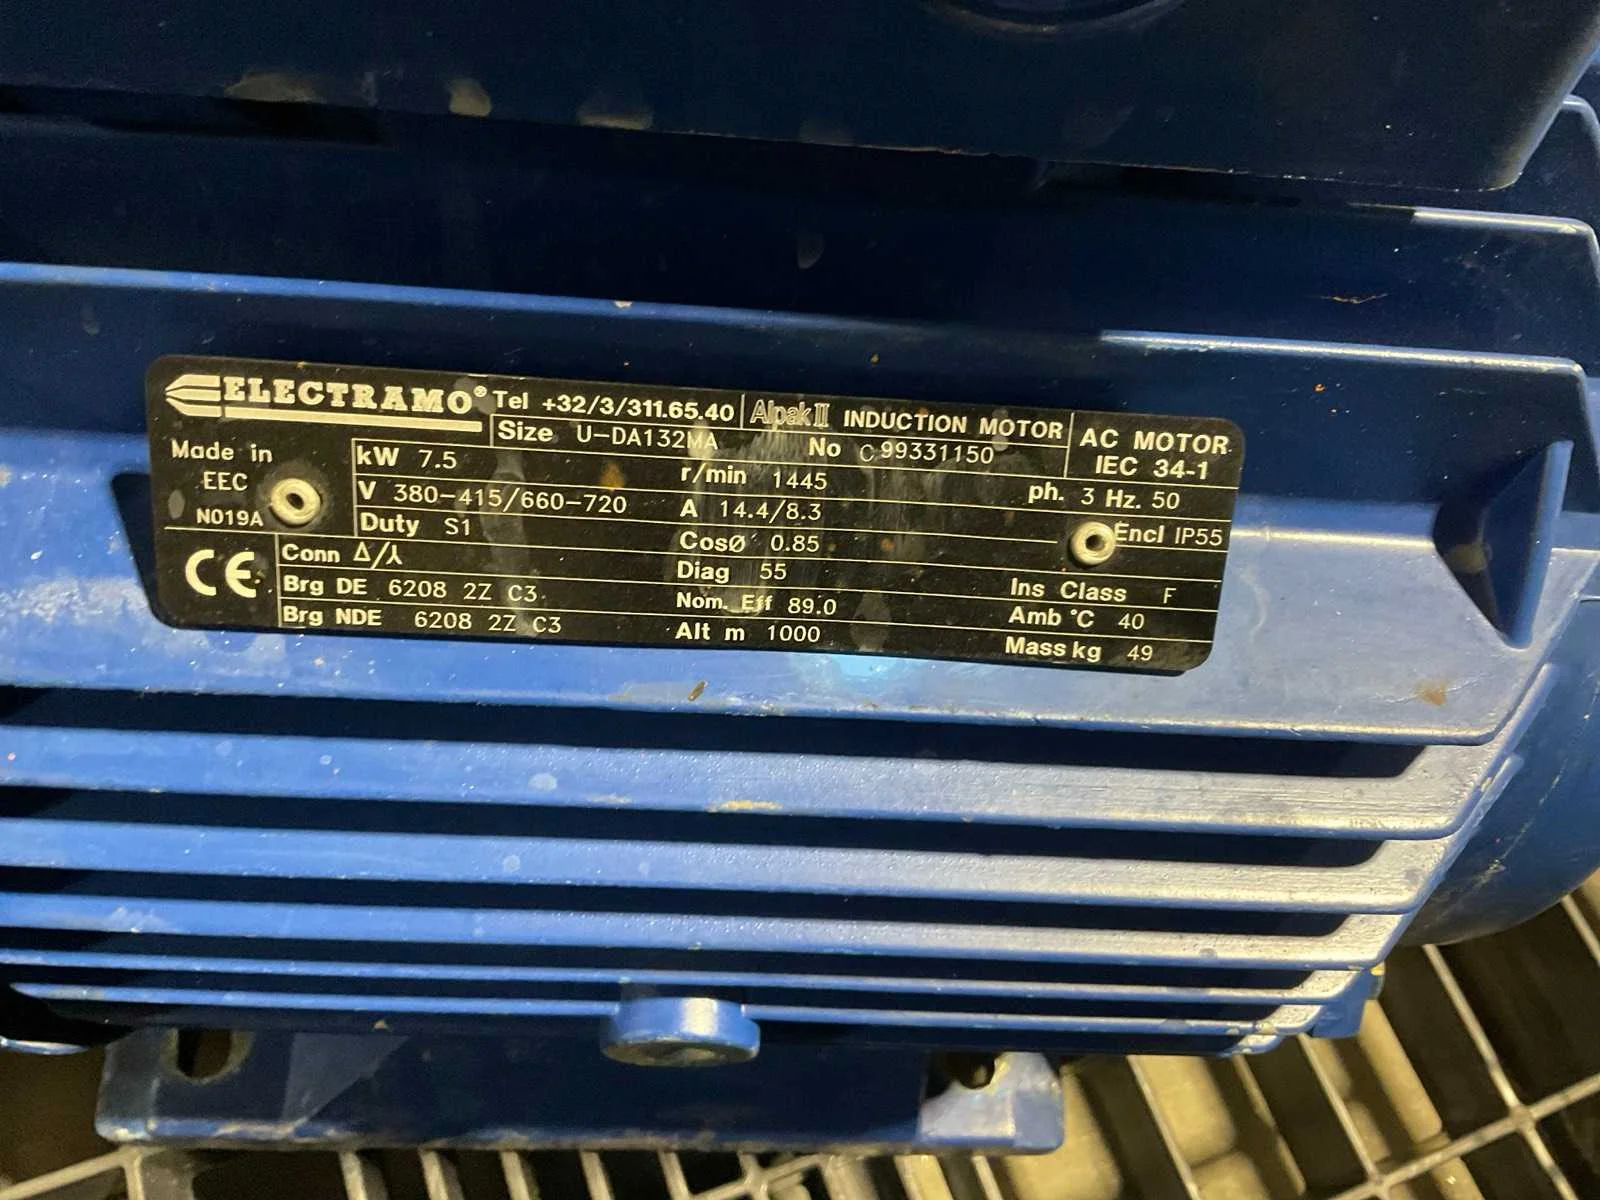 ELECTRAMO® Tel +32/3/311.65.40 Alpak II INDUCTION MOTOR
AC MOTOR
IEC 34-1
Size U-DA132MA No C99331150
Made in
EEC
N019A
kW 7.5 r/min 1445 ph. 3 Hz. 50
V 380-415/660-720 A 14.4/8.3 Encl IP55
Duty S1 CosØ 0.85
CE
Conn Δ/⅄ Diag 55 Ins Class F
Brg DE 6208 2Z C3 Nom. Eff 89.0 Amb °C 40
Brg NDE 6208 2Z C3 Alt m 1000 Mass kg 49